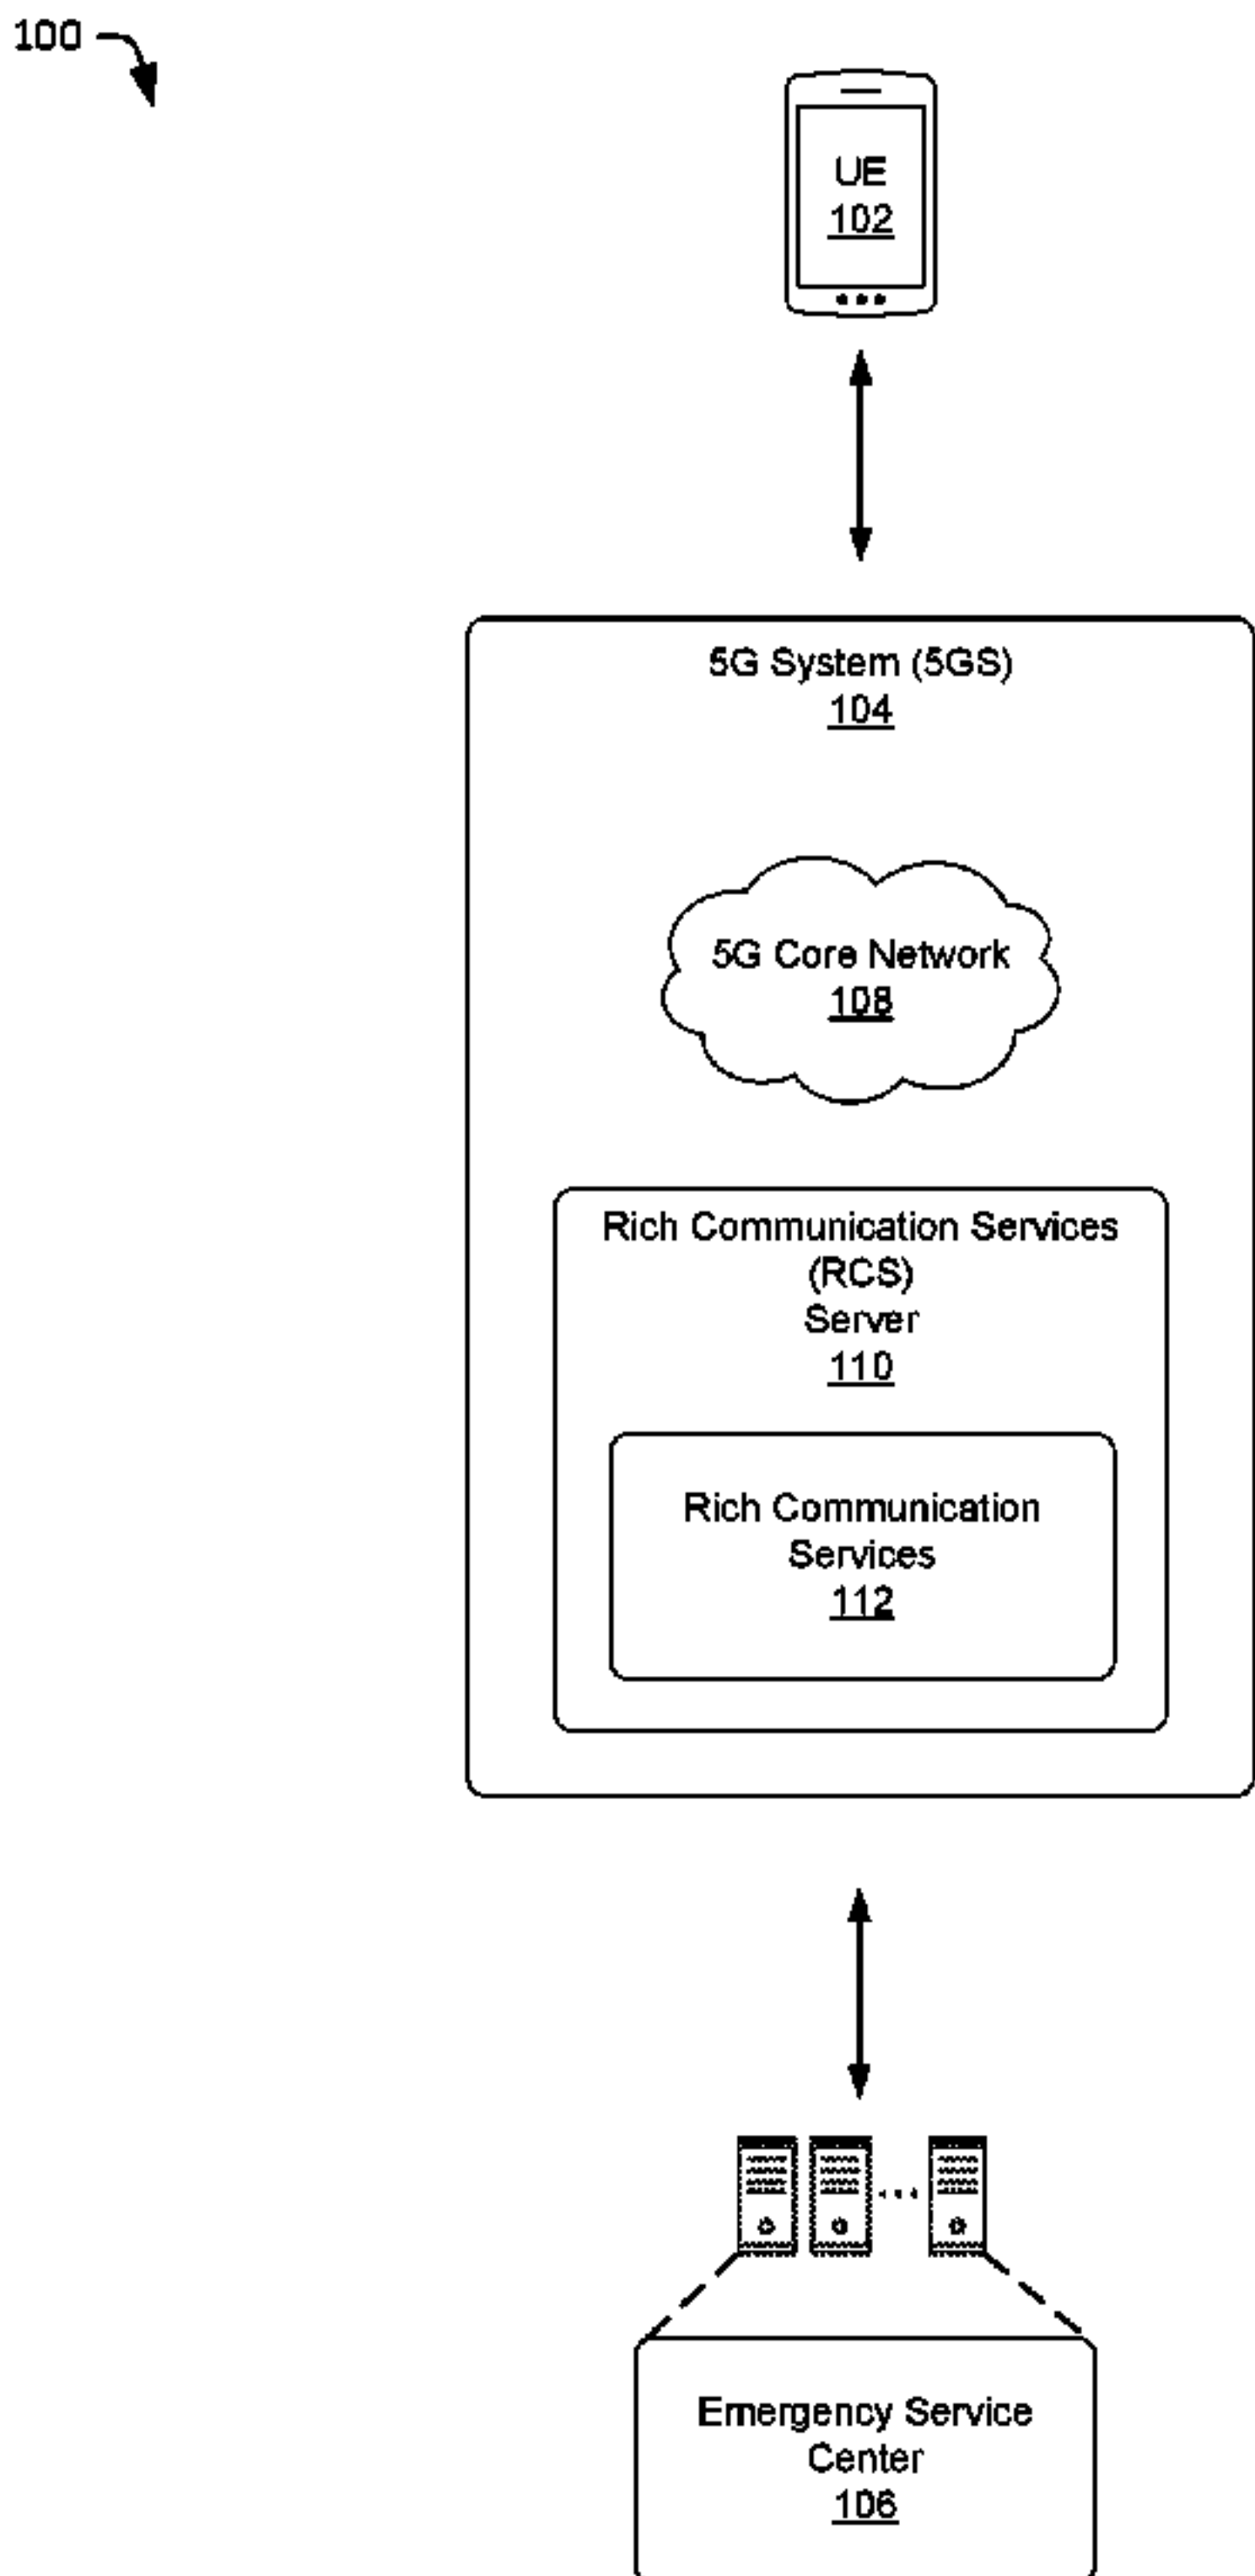 100
UE
102
5G System (5GS)
104
5G Core Network
108
Rich Communication Services
(RCS)
Server
110
Rich Communication
Services
112
...
Emergency Service
Center
106